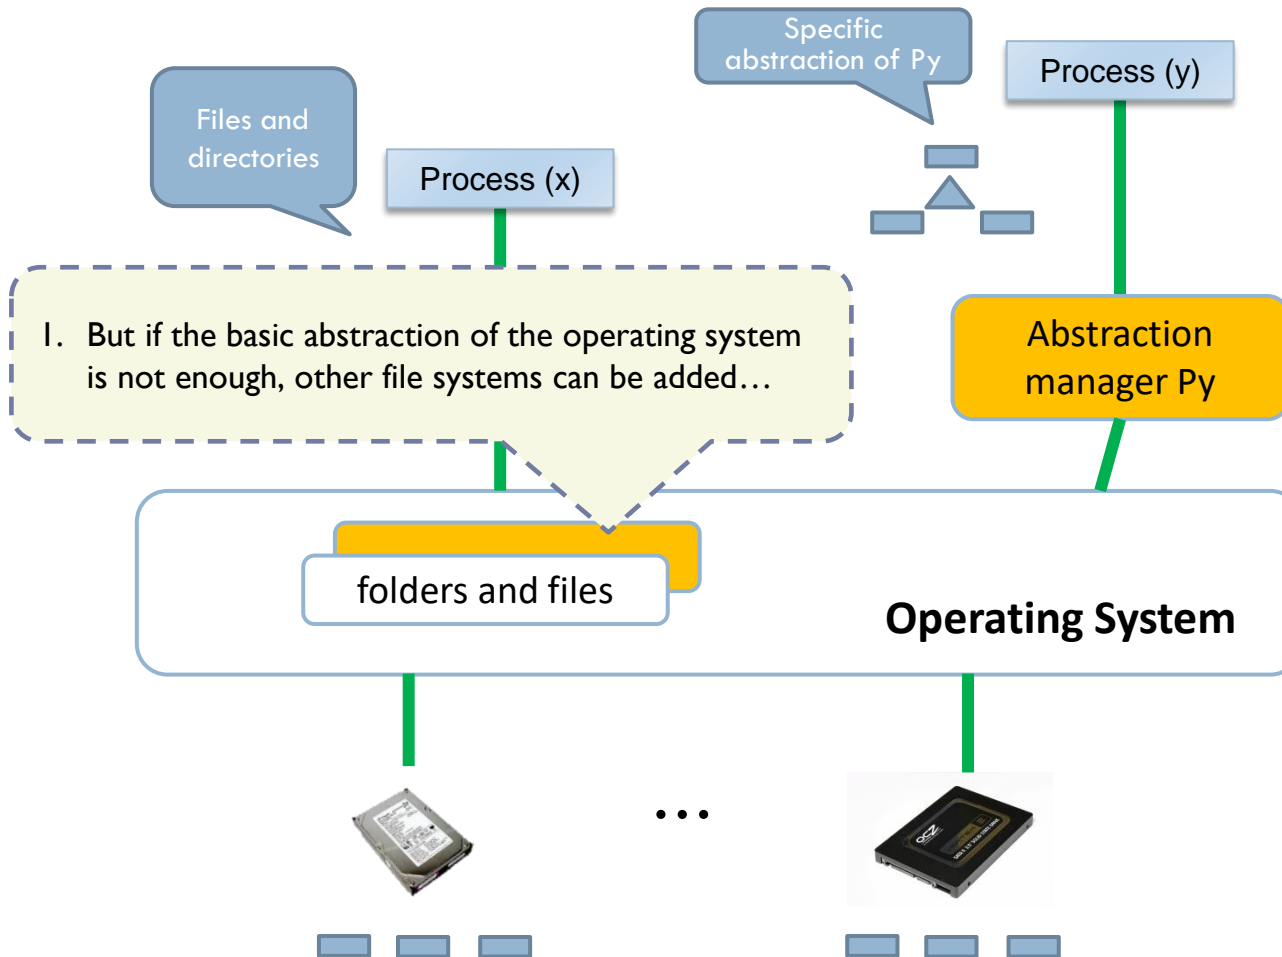 Specific
abstraction of Py
Process (y)
Files and
directories
Process (x)
1. But if the basic abstraction of the operating system
is not enough, other file systems can be added…
Abstraction
manager Py
folders and files
Operating System
...
OCZ